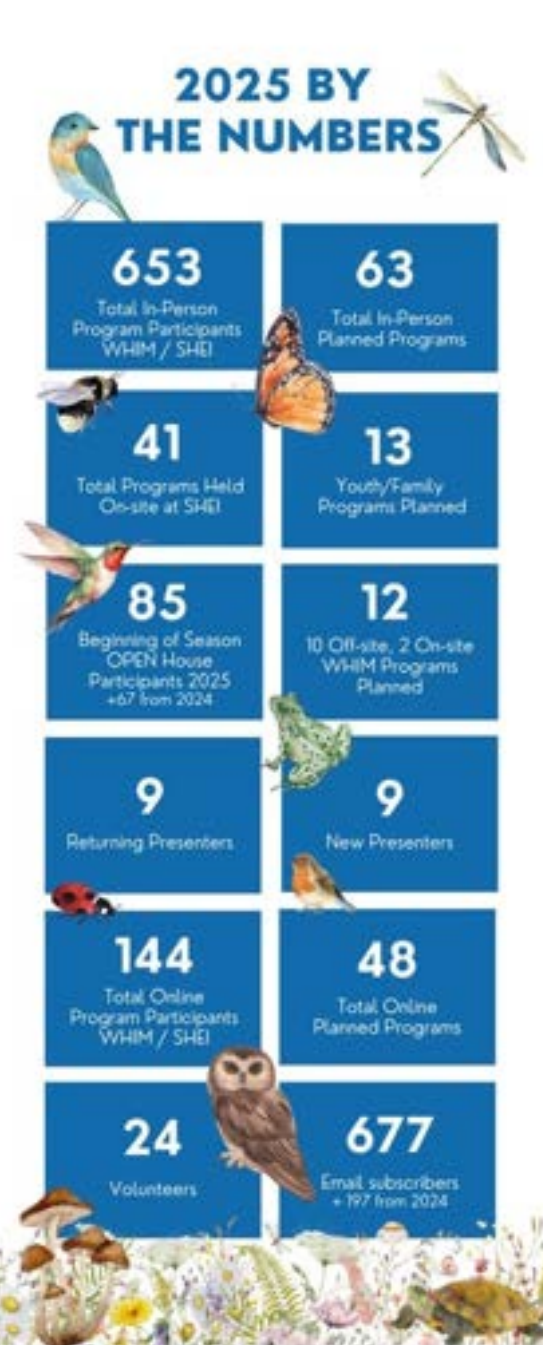 2025 BY
THE NUMBERS
653
Total In-Person
Program Participants
WHIM / SHEI
63
Total In-Person
Planned Programs
41
Total Programs Held
On-site at SHEI
13
Youth/Family
Programs Planned
85
Beginning of Season
OPEN House
Participants 2025
+67 from 2024
12
10 Off-site, 2 On-site
WHIM Programs
Planned
9
Returning Presenters
9
New Presenters
144
Total Online
Program Participants
WHIM / SHEI
48
Total Online
Planned Programs
24
Volunteers
677
Email subscribers
+ 197 from 2024